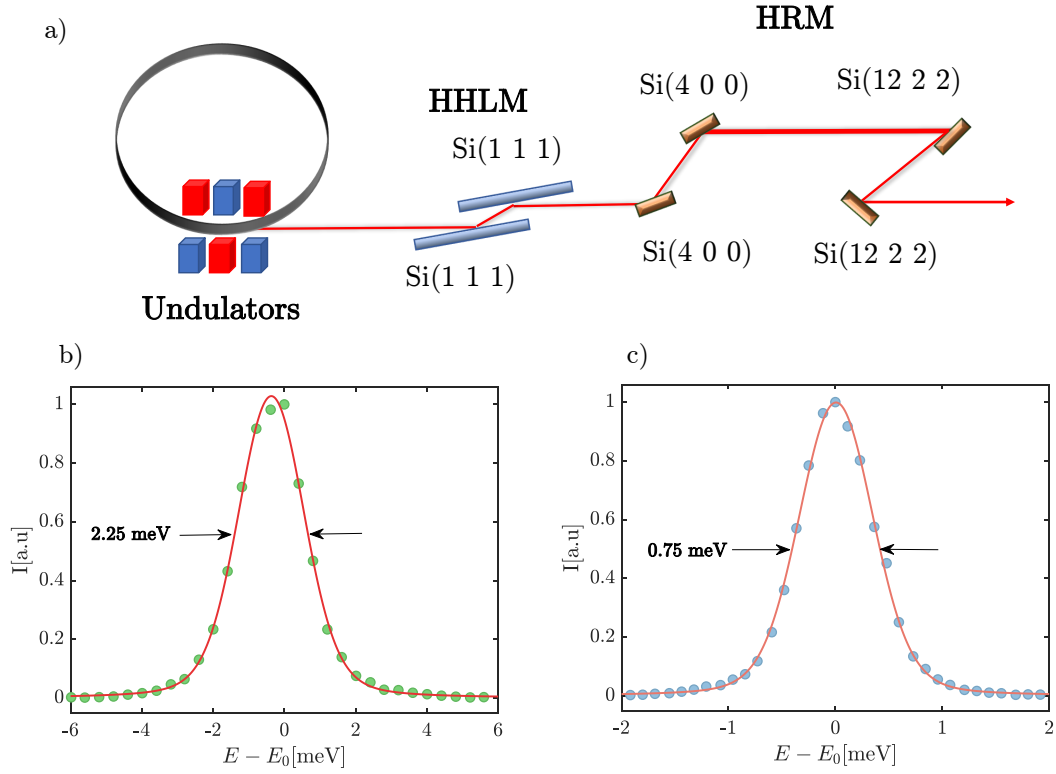 a)
HRM
HHLM
Si(4 0 0)
Si(12 2 2)
Si(1 1 1)
Si(1 1 1)
Si(4 0 0)
Si(12 2 2)
Undulators
b)
1
0.8
0.6
0.4
0.2
0
I[a.u]
2.25 meV
-6
-4
-2
0
2
4
6
E − E₀[meV]
c)
1
0.8
0.6
0.4
0.2
0
I[a.u]
0.75 meV
-2
-1
0
1
2
E − E₀[meV]